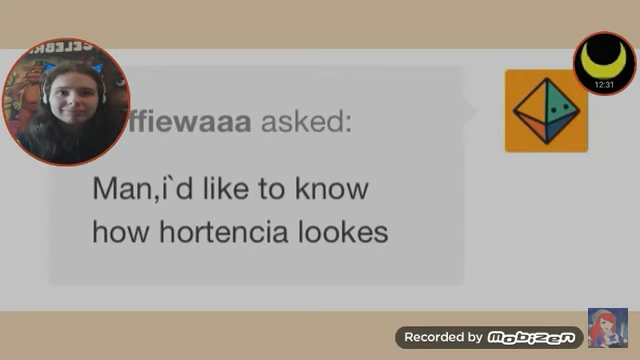 ffiewaaa asked:
Man,i`d like to know
how hortencia lookes
12:31
Recorded by Mobizen